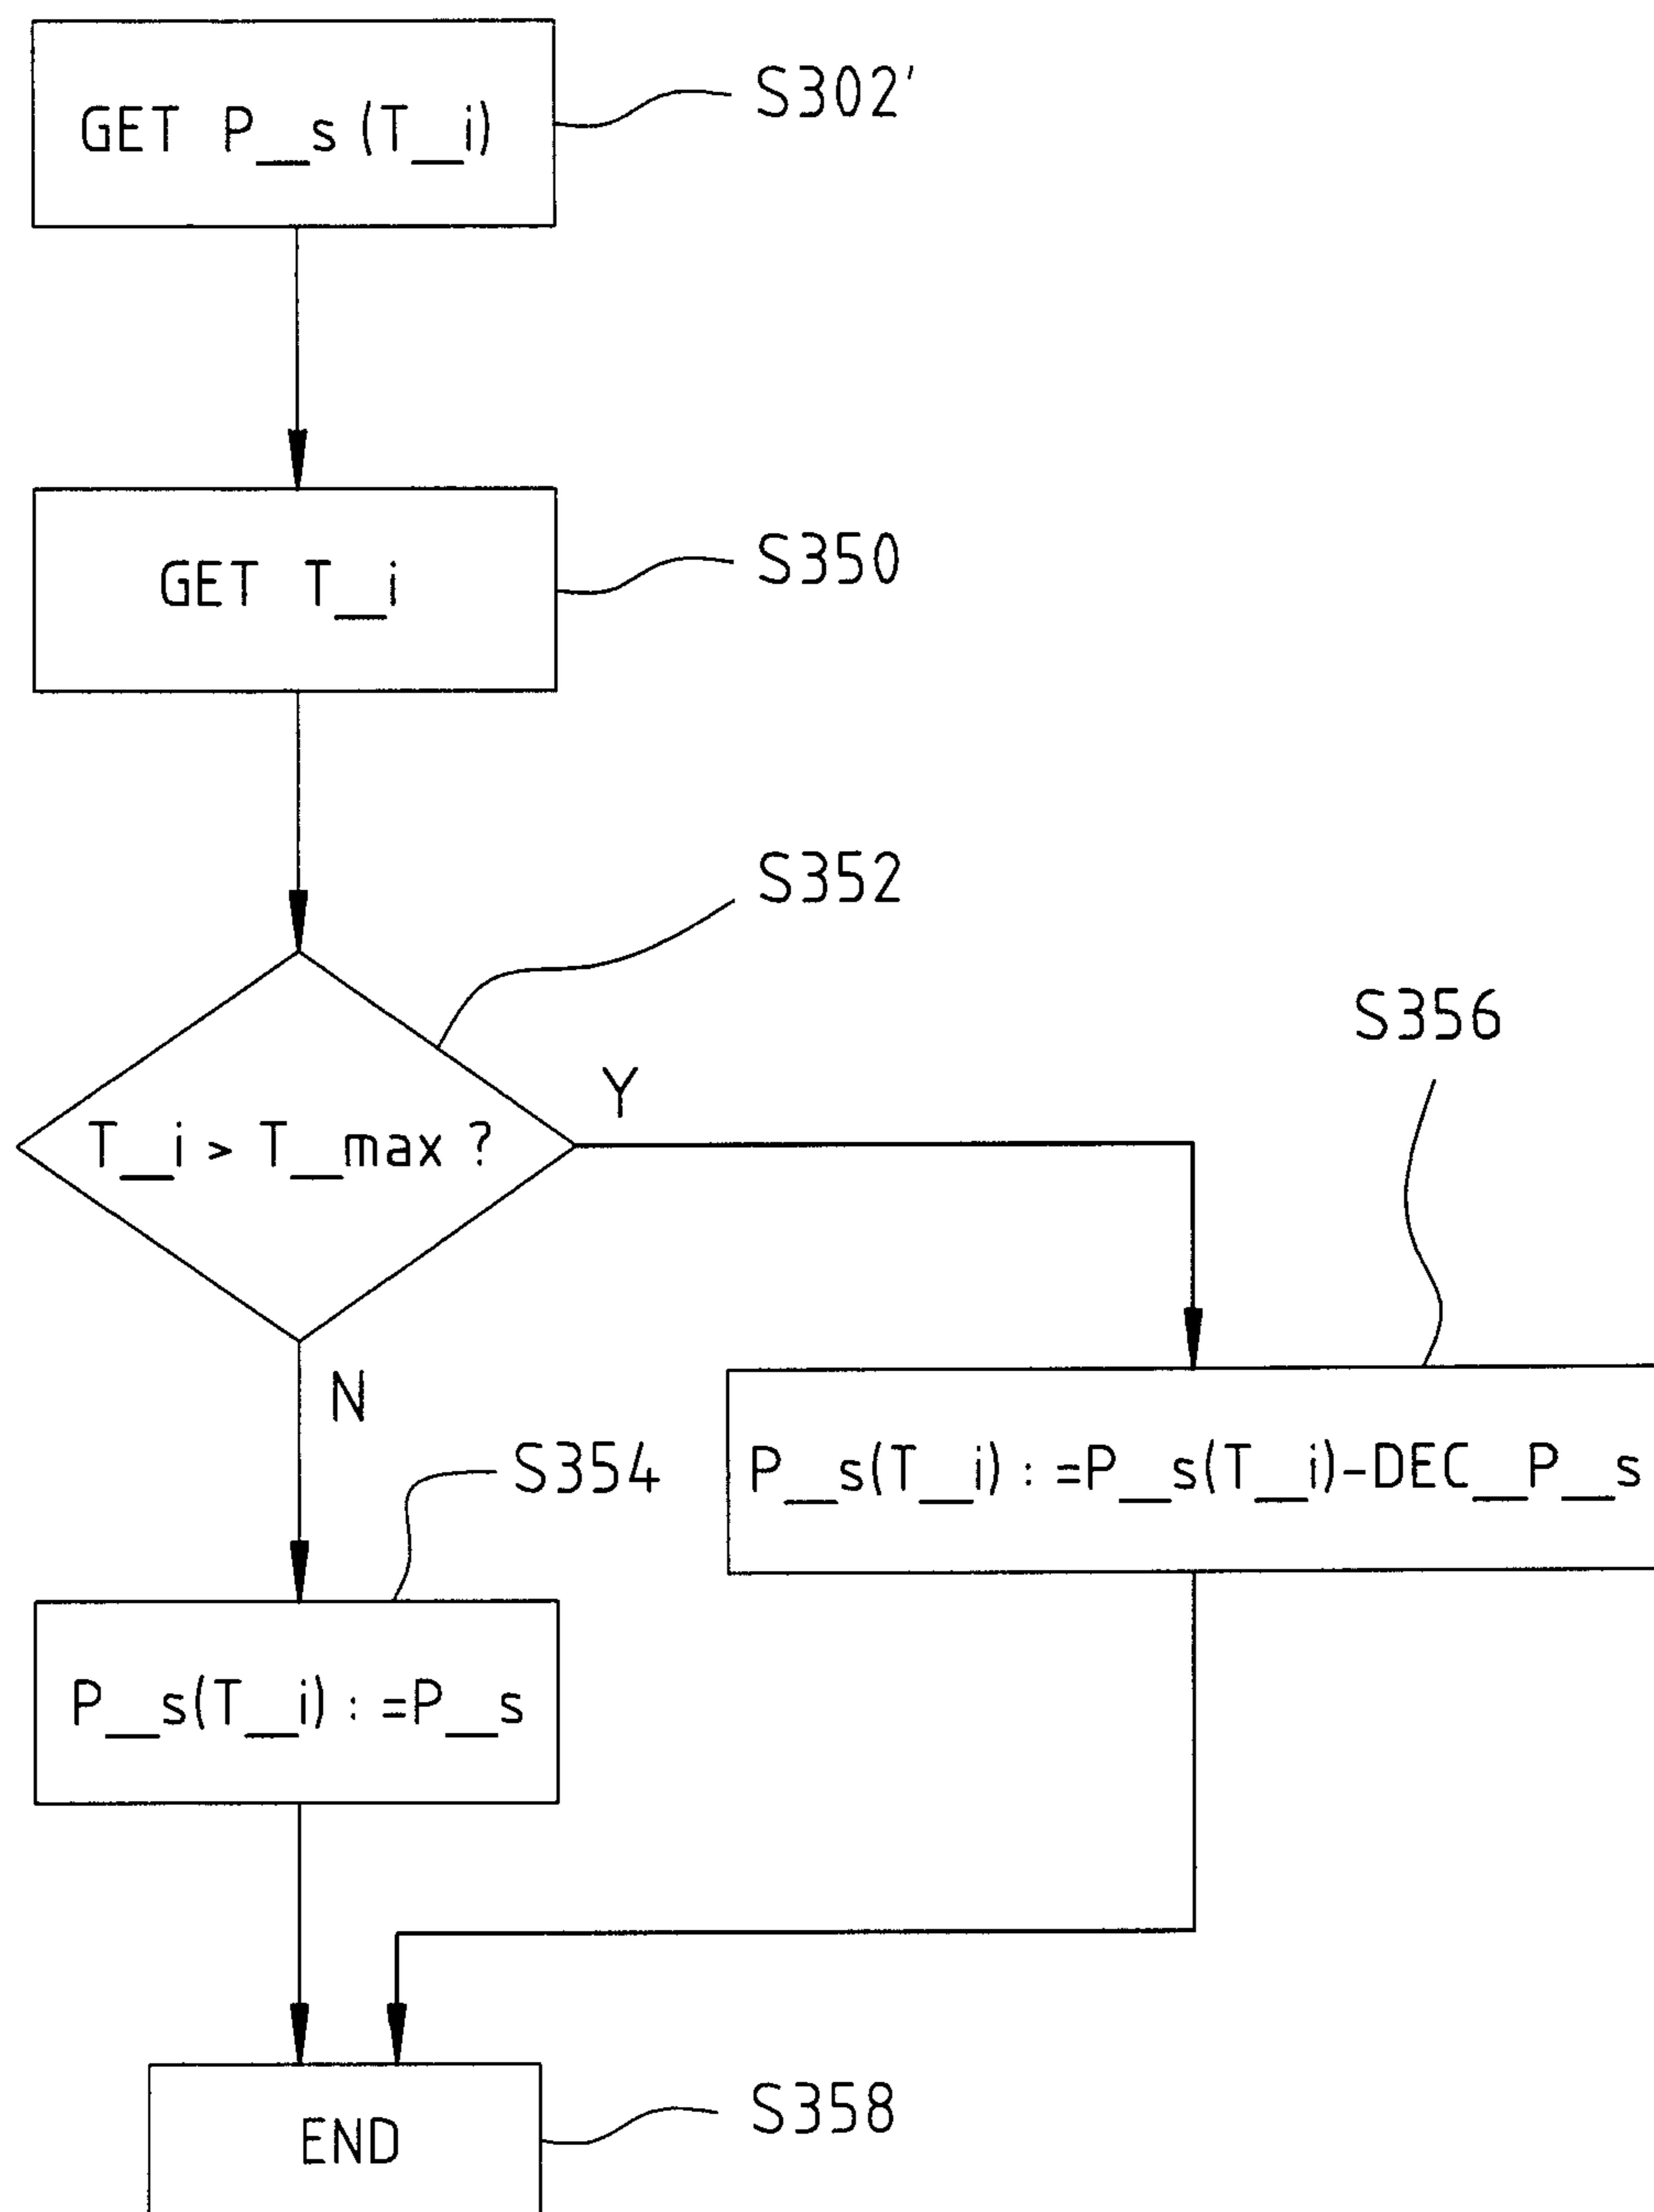 GET P__s (T__i)
S302'
GET T__i
S350
S352
T__i > T__max ?
Y
S356
N
S354
P__s(T__i) : =P__s(T__i)-DEC__P__s
P__s(T__i) : =P__s
END
S358